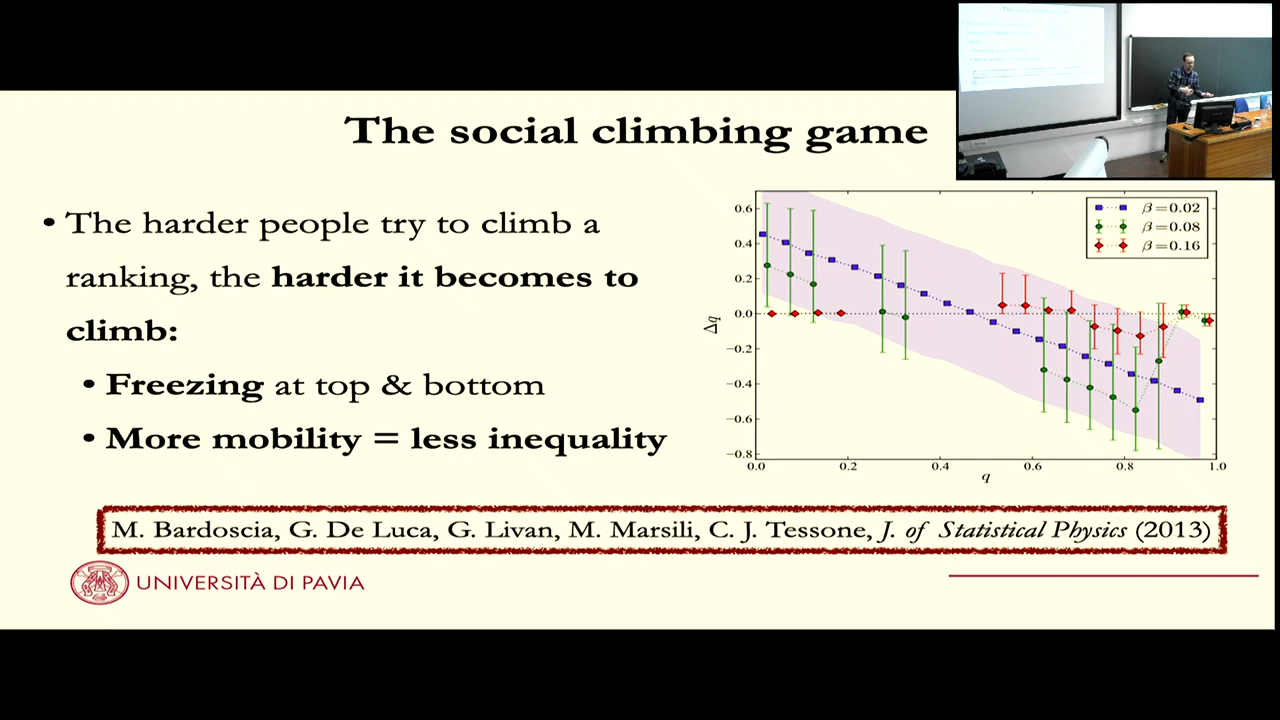 The social climbing game
• The harder people try to climb a
ranking, the harder it becomes to
climb:
• Freezing at top & bottom
• More mobility = less inequality
0.6
0.4
0.2
0.0
−0.2
−0.4
−0.6
−0.8
Δq
0.0 0.2 0.4 0.6 0.8 1.0
q
β=0.02
β=0.08
β=0.16
M. Bardoscia, G. De Luca, G. Livan, M. Marsili, C. J. Tessone, J. of Statistical Physics (2013)
UNIVERSITÀ DI PAVIA